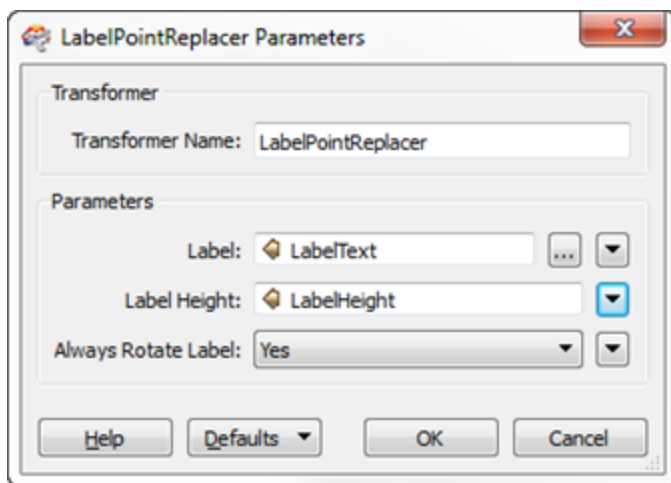 LabelPointReplacer Parameters
Transformer
Transformer Name: LabelPointReplacer
Parameters
Label: LabelText ...
Label Height: LabelHeight
Always Rotate Label: Yes
Help Defaults OK Cancel